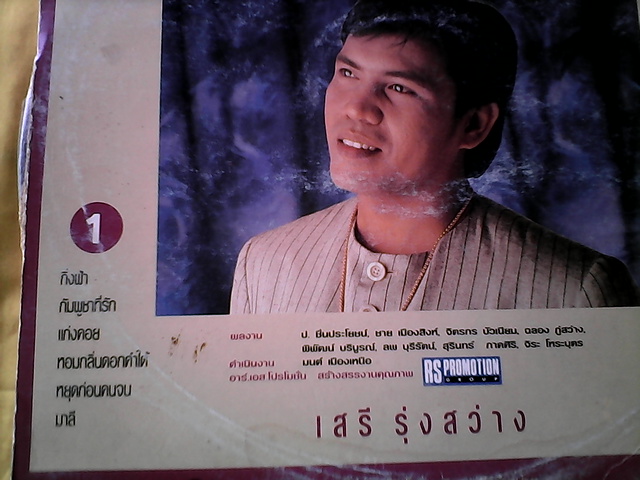 1
กิ่งฟ้า
กัมพูชาที่รัก
แก่งคอย
หอมกลิ่นดอกคำใต้
หยุดก่อนคนจน
มาลี
ผลงาน ป. ชื่นประโยชน์, ชาย เมืองสิงห์, จิตรกร บัวเนียม, ฉลอง ภู่สว่าง,
พิพัฒน์ บริบูรณ์, ลพ บุรีรัตน์, สุรินทร์ ภาคศิริ, จิระ โหระบุตร
ดำเนินงาน มนต์ เมืองเหนือ
อาร์.เอส โปรโมชั่น สร้างสรรงานคุณภาพ
RS PROMOTION
GROUP
เสรี รุ่งสว่าง